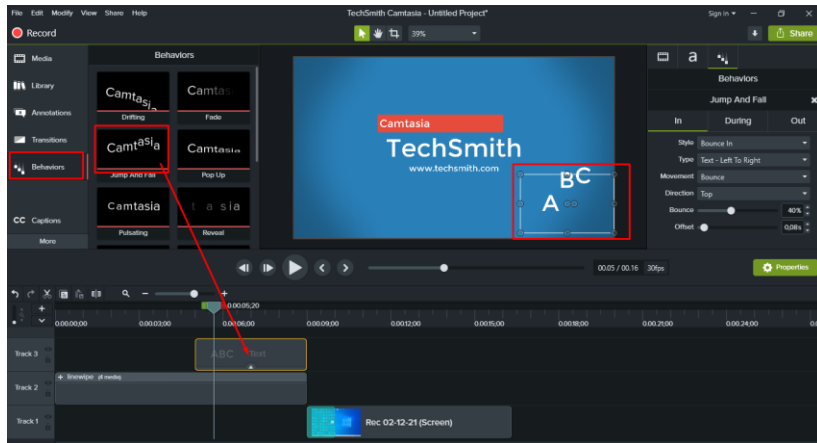 File Edit Modify View Share Help
TechSmith Camtasia - Untitled Project*
Sign in
Record
39%
Share
Media
Library
Annotations
Transitions
Behaviors
CC Captions
More
Behaviors
Camtasia
Drifting
Camtas
Fade
Camtasia
Jump And Fall
Camtasia
Pop Up
Camtasia
Pulsating
t a s i a
Reveal
Camtasia
TechSmith
www.techsmith.com
ABC
a
Behaviors
Jump And Fall
In During Out
Style Bounce In
Type Text - Left To Right
Movement Bounce
Direction Top
Bounce 40%
Offset 0,08s
00:05 / 00:16 30fps
Properties
0:00:05;20
0:00:00;00 0:00:03;00 0:00:06;00 0:00:09;00 0:00:12;00 0:00:15;00 0:00:18;00 0:00:21;00 0:00:24;00
Track 3
ABC Text
Track 2
Track 1
Rec 02-12-21 (Screen)